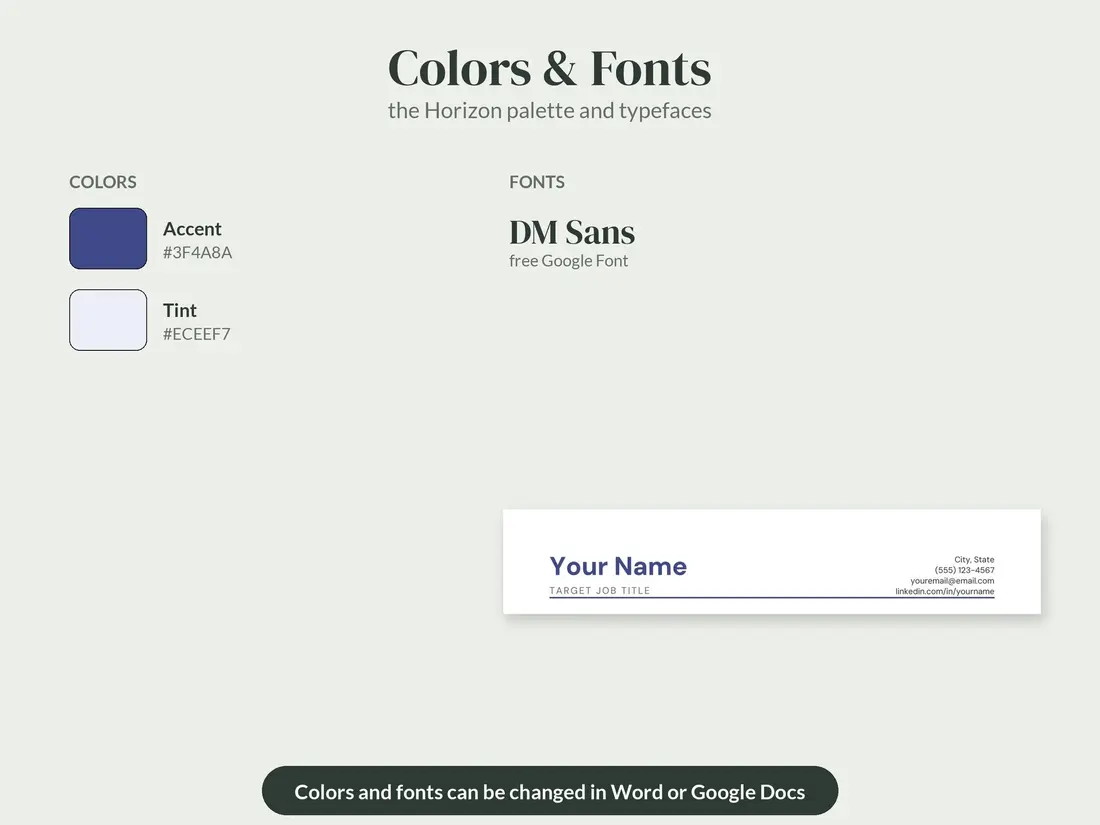 Colors & Fonts
the Horizon palette and typefaces
COLORS
Accent
#3F4A8A
Tint
#ECEEF7
FONTS
DM Sans
free Google Font
Your Name
TARGET JOB TITLE
City, State
(555) 123-4567
youremail@email.com
linkedin.com/in/yourname
Colors and fonts can be changed in Word or Google Docs